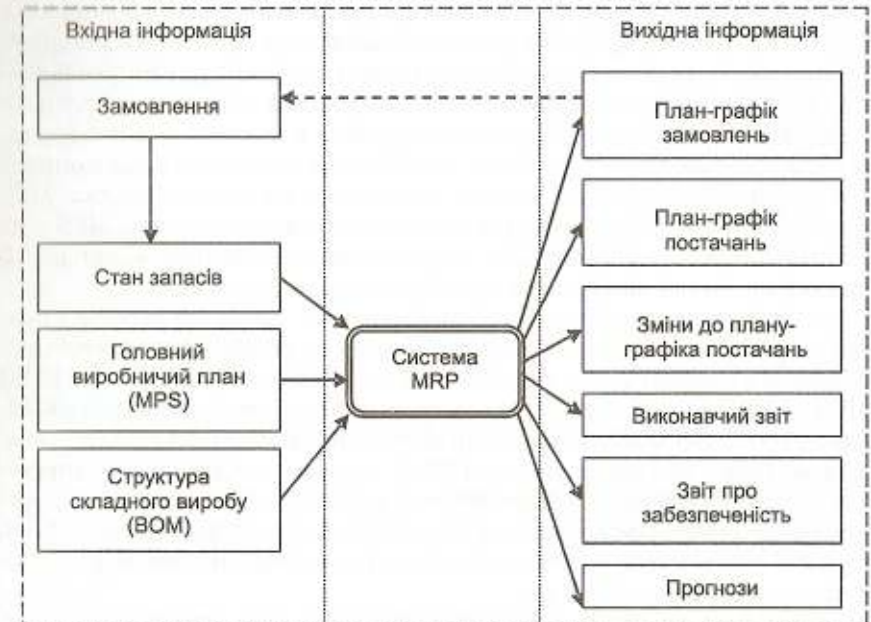 Вхідна інформація
Замовлення
Стан запасів
Головний
виробничий план
(MPS)
Структура
складного виробу
(BOM)
Система
MRP
Вихідна інформація
План-графік
замовлень
План-графік
постачань
Зміни до плану-
графіка постачань
Виконавчий звіт
Звіт про
забезпеченість
Прогнози